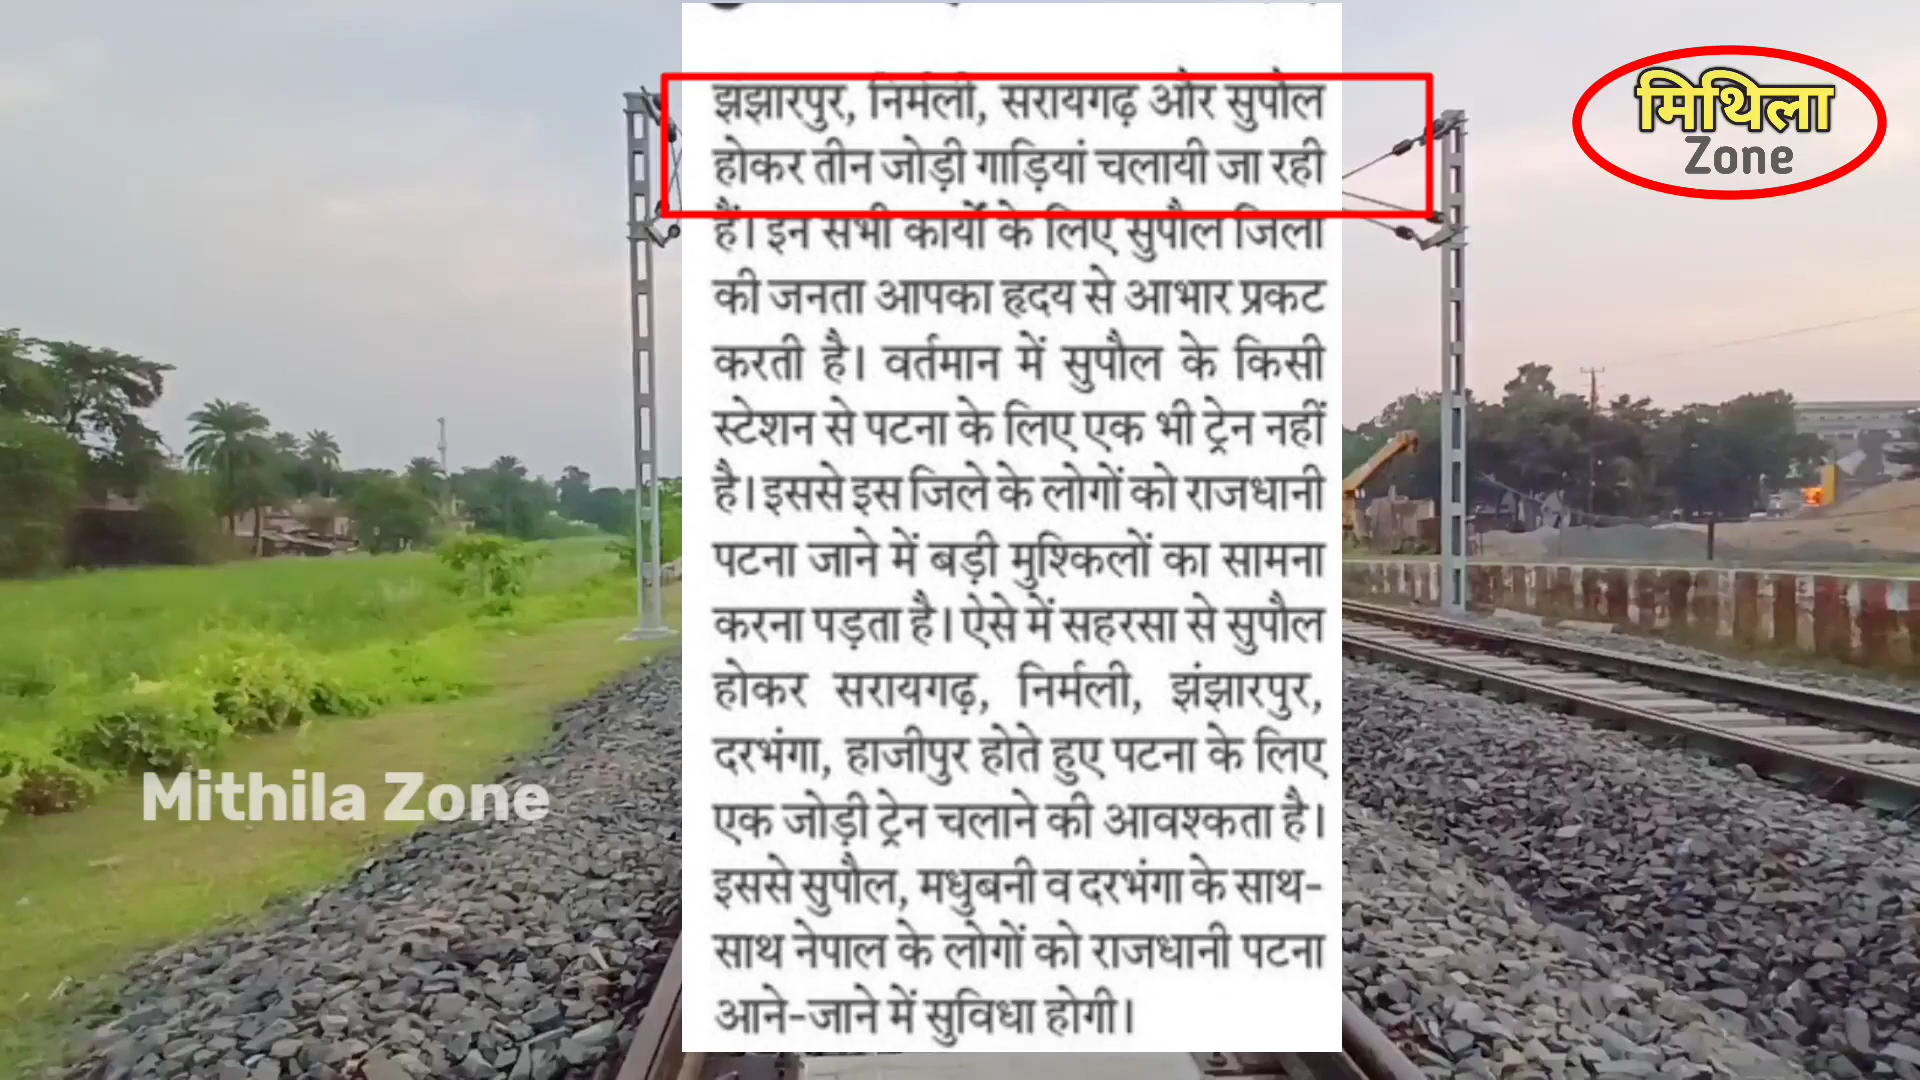 झंझारपुर, निर्मली, सरायगढ़ और सुपौल
होकर तीन जोड़ी गाड़ियां चलायी जा रही
हैं। इन सभी कार्यों के लिए सुपौल जिला
की जनता आपका हृदय से आभार प्रकट
करती है। वर्तमान में सुपौल के किसी
स्टेशन से पटना के लिए एक भी ट्रेन नहीं
है। इससे इस जिले के लोगों को राजधानी
पटना जाने में बड़ी मुश्किलों का सामना
करना पड़ता है। ऐसे में सहरसा से सुपौल
होकर सरायगढ़, निर्मली, झंझारपुर,
दरभंगा, हाजीपुर होते हुए पटना के लिए
एक जोड़ी ट्रेन चलाने की आवश्कता है।
इससे सुपौल, मधुबनी व दरभंगा के साथ-
साथ नेपाल के लोगों को राजधानी पटना
आने-जाने में सुविधा होगी।
मिथिला
Zone
Mithila Zone